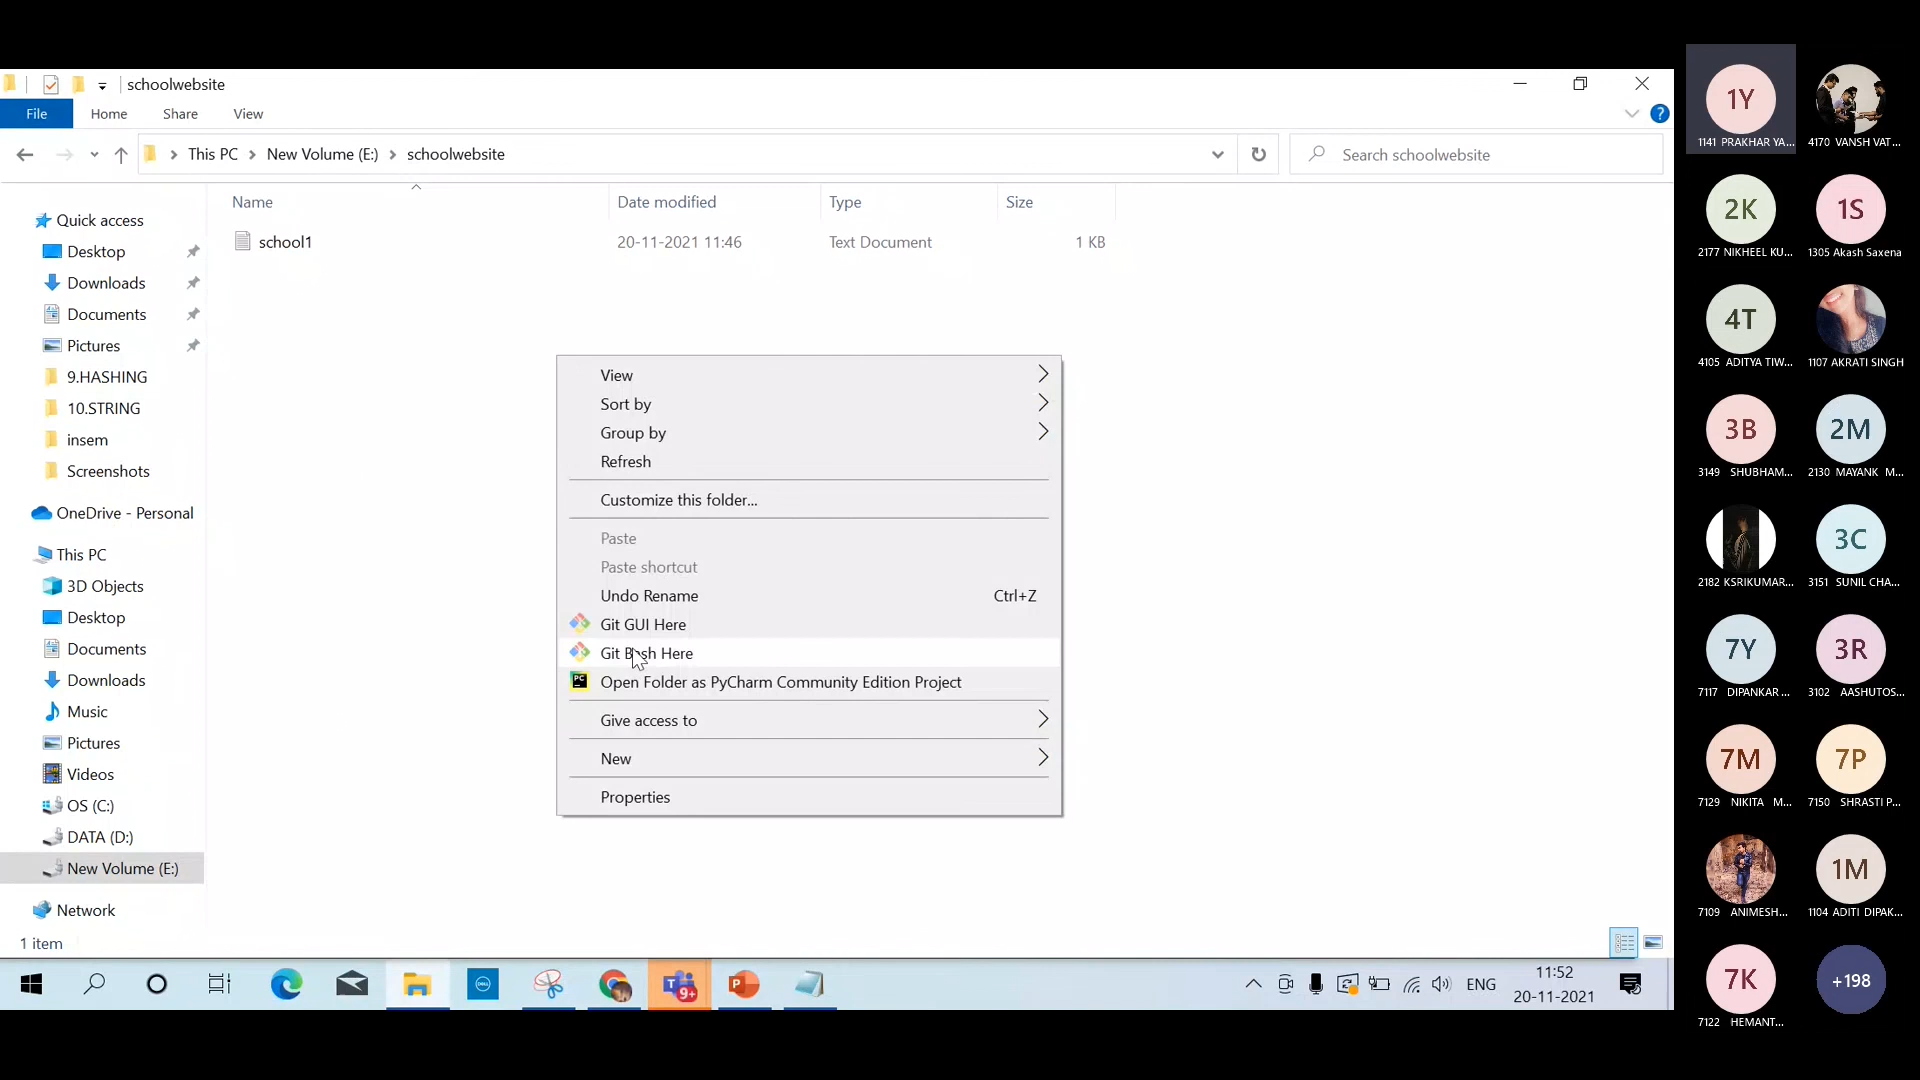 schoolwebsite
File Home Share View
This PC New Volume (E:) schoolwebsite
Search schoolwebsite
Name Date modified Type Size
school1 20-11-2021 11:46 Text Document 1 KB
Quick access
Desktop
Downloads
Documents
Pictures
9.HASHING
10.STRING
insem
Screenshots
OneDrive - Personal
This PC
3D Objects
Desktop
Documents
Downloads
Music
Pictures
Videos
OS (C:)
DATA (D:)
New Volume (E:)
Network
1 item
View
Sort by
Group by
Refresh
Customize this folder...
Paste
Paste shortcut
Undo Rename Ctrl+Z
Git GUI Here
Git Bash Here
PC Open Folder as PyCharm Community Edition Project
Give access to
New
Properties
DELL
9+
ENG
11:52
20-11-2021
1Y
1141 PRAKHAR YA... 4170 VANSH VAT...
2K 1S
2177 NIKHEEL KU... 1305 Akash Saxena
4T
4105 ADITYA TIW... 1107 AKRATI SINGH
3B 2M
3149 SHUBHAM... 2130 MAYANK M...
3C
2182 KSRIKUMAR... 3151 SUNIL CHA...
7Y 3R
7117 DIPANKAR ... 3102 AASHUTOS...
7M 7P
7129 NIKITA M... 7150 SHRASTI P...
1M
7109 ANIMESH... 1104 ADITI DIPAK...
7K +198
7122 HEMANT...